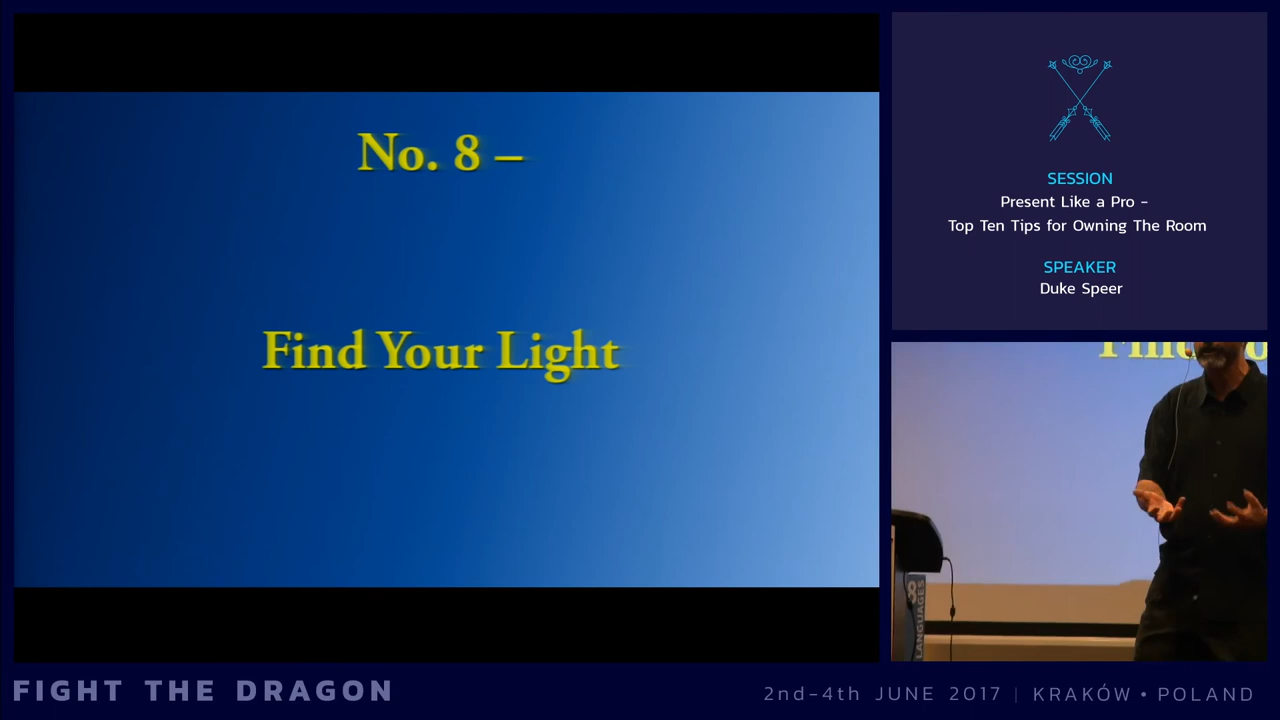 No. 8 –
Find Your Light
SESSION
Present Like a Pro -
Top Ten Tips for Owning The Room
SPEAKER
Duke Speer
LANGUAGES
FIGHT THE DRAGON
2nd-4th JUNE 2017 | KRAKÓW • POLAND